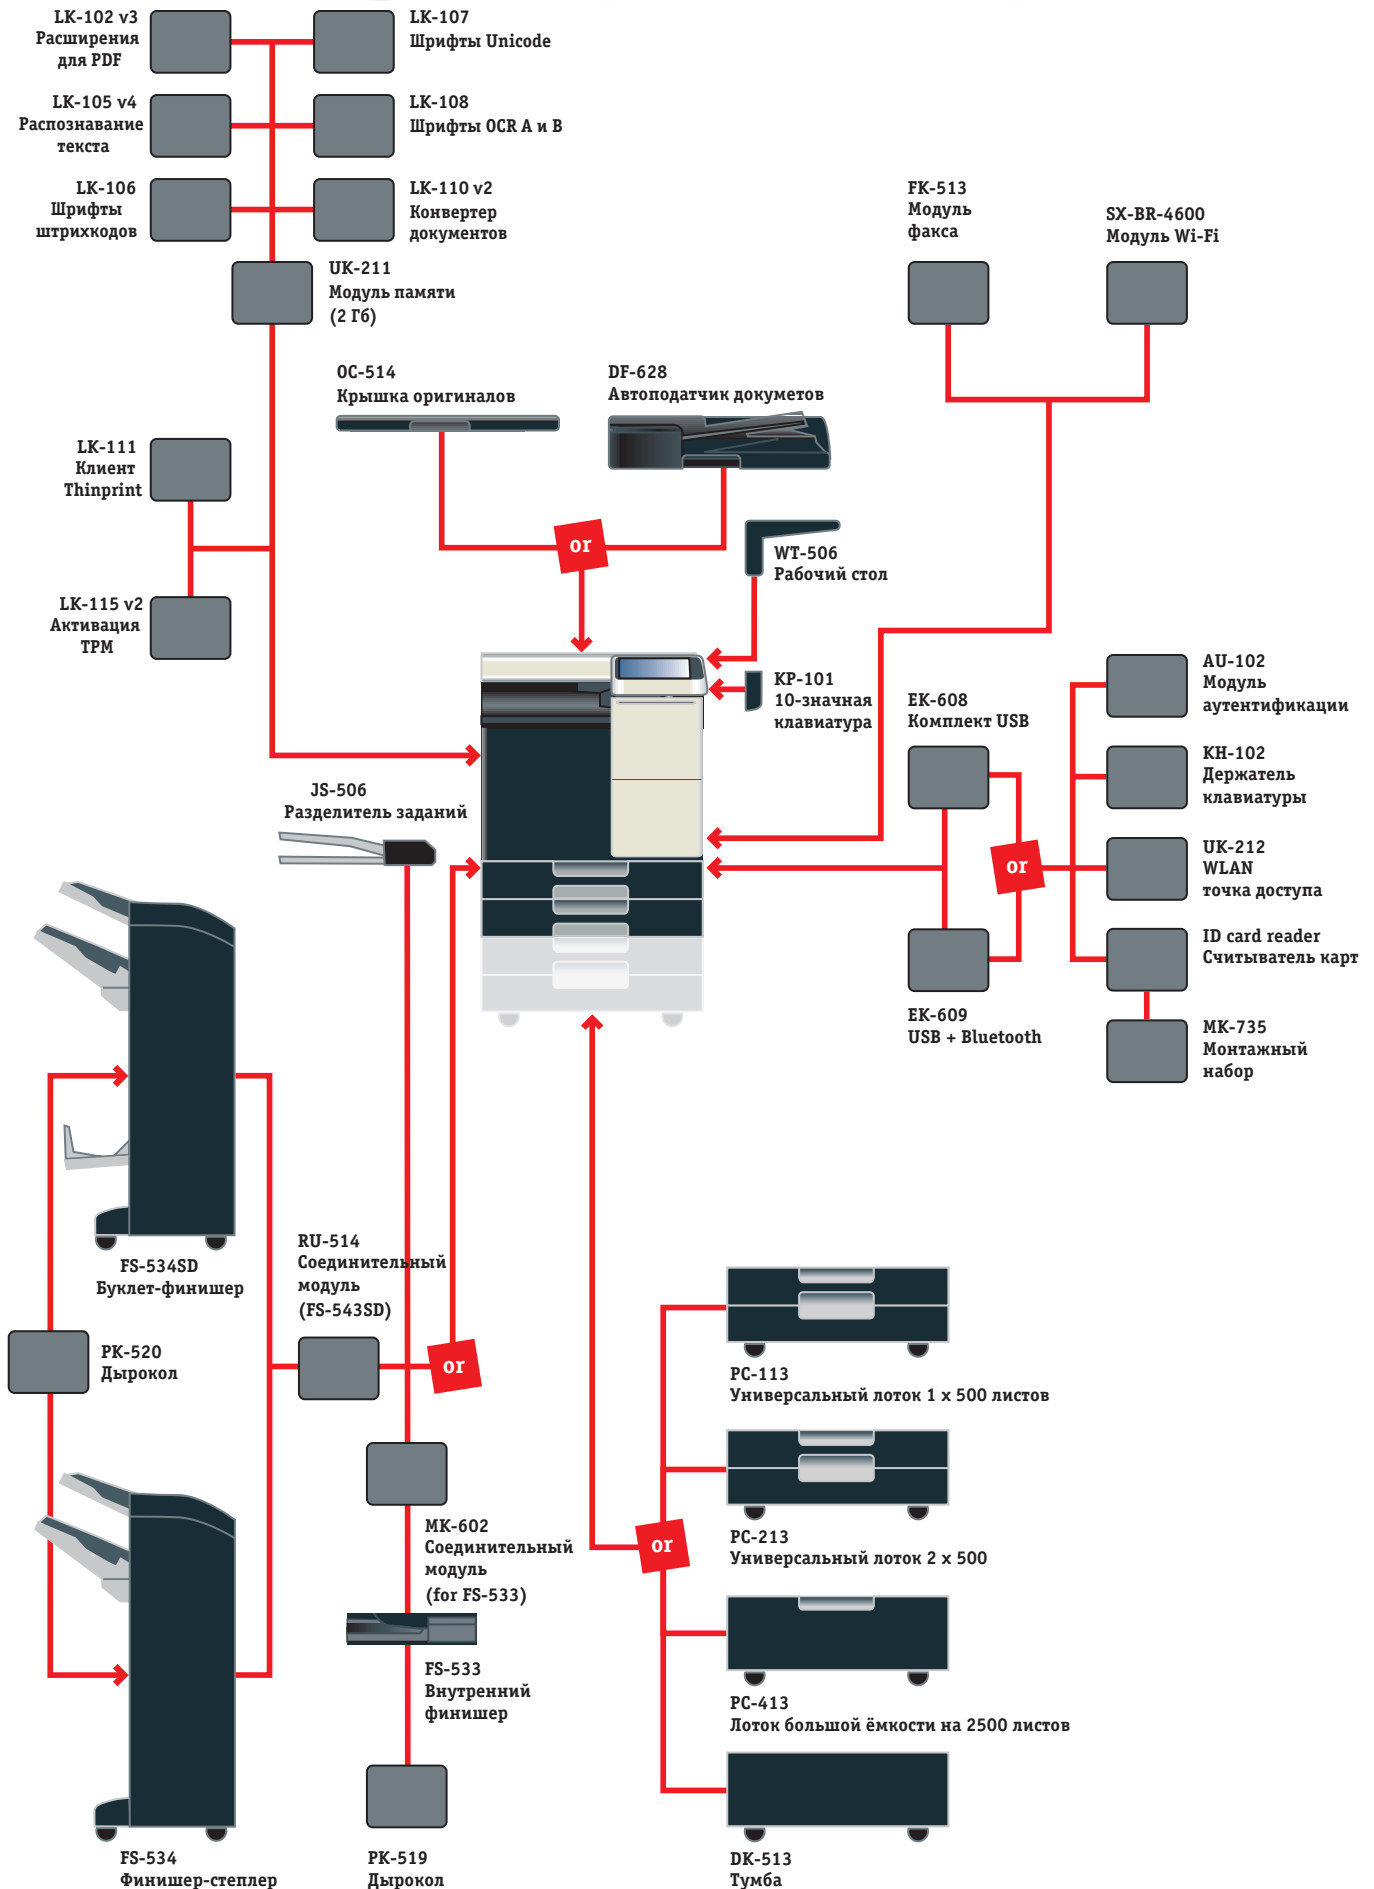 LK-102 v3
Расширения
для PDF
LK-107
Шрифты Unicode
LK-105 v4
Распознавание
текста
LK-108
Шрифты OCR A и B
LK-106
Шрифты
штрихкодов
LK-110 v2
Конвертер
документов
UK-211
Модуль памяти
(2 Гб)
FK-513
Модуль
факса
SX-BR-4600
Модуль Wi-Fi
OC-514
Крышка оригиналов
DF-628
Автоподатчик докуметов
LK-111
Клиент
Thinprint
or
WT-506
Рабочий стол
LK-115 v2
Активация
TPM
KP-101
10-значная
клавиатура
EK-608
Комплект USB
AU-102
Модуль
аутентификации
KH-102
Держатель
клавиатуры
JS-506
Разделитель заданий
or
UK-212
WLAN
точка доступа
ID card reader
Считыватель карт
EK-609
USB + Bluetooth
MK-735
Монтажный
набор
FS-534SD
Буклет-финишер
RU-514
Соединительный
модуль
(FS-543SD)
PK-520
Дырокол
or
PC-113
Универсальный лоток 1 x 500 листов
MK-602
Соединительный
модуль
(for FS-533)
or
PC-213
Универсальный лоток 2 x 500
FS-533
Внутренний
финишер
PC-413
Лоток большой ёмкости на 2500 листов
FS-534
Финишер-степлер
PK-519
Дырокол
DK-513
Тумба